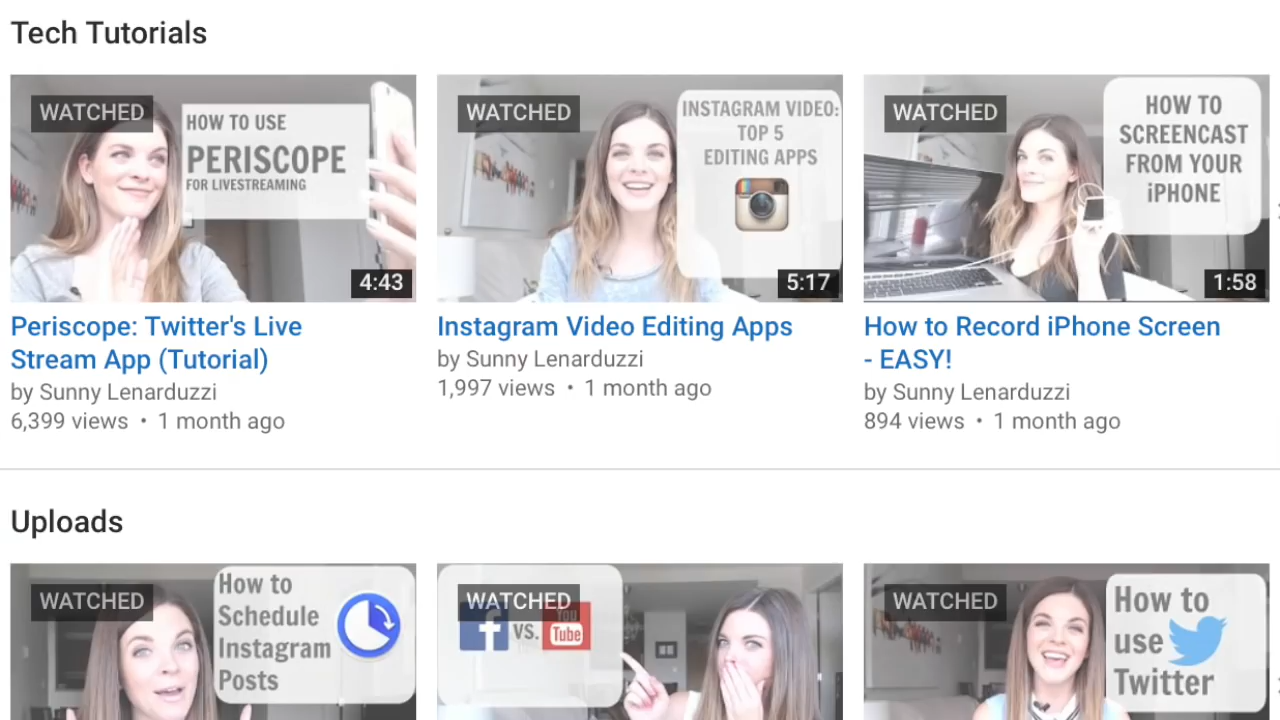 Tech Tutorials
WATCHED
HOW TO USE
PERISCOPE
FOR LIVESTREAMING
4:43
WATCHED
INSTAGRAM VIDEO:
TOP 5
EDITING APPS
5:17
WATCHED
HOW TO
SCREENCAST
FROM YOUR
iPHONE
1:58
Periscope: Twitter's Live
Stream App (Tutorial)
by Sunny Lenarduzzi
6,399 views • 1 month ago
Instagram Video Editing Apps
by Sunny Lenarduzzi
1,997 views • 1 month ago
How to Record iPhone Screen
- EASY!
by Sunny Lenarduzzi
894 views • 1 month ago
Uploads
WATCHED
How to
Schedule
Instagram
Posts
WATCHED
f VS. You
Tube
WATCHED
How to
use
Twitter